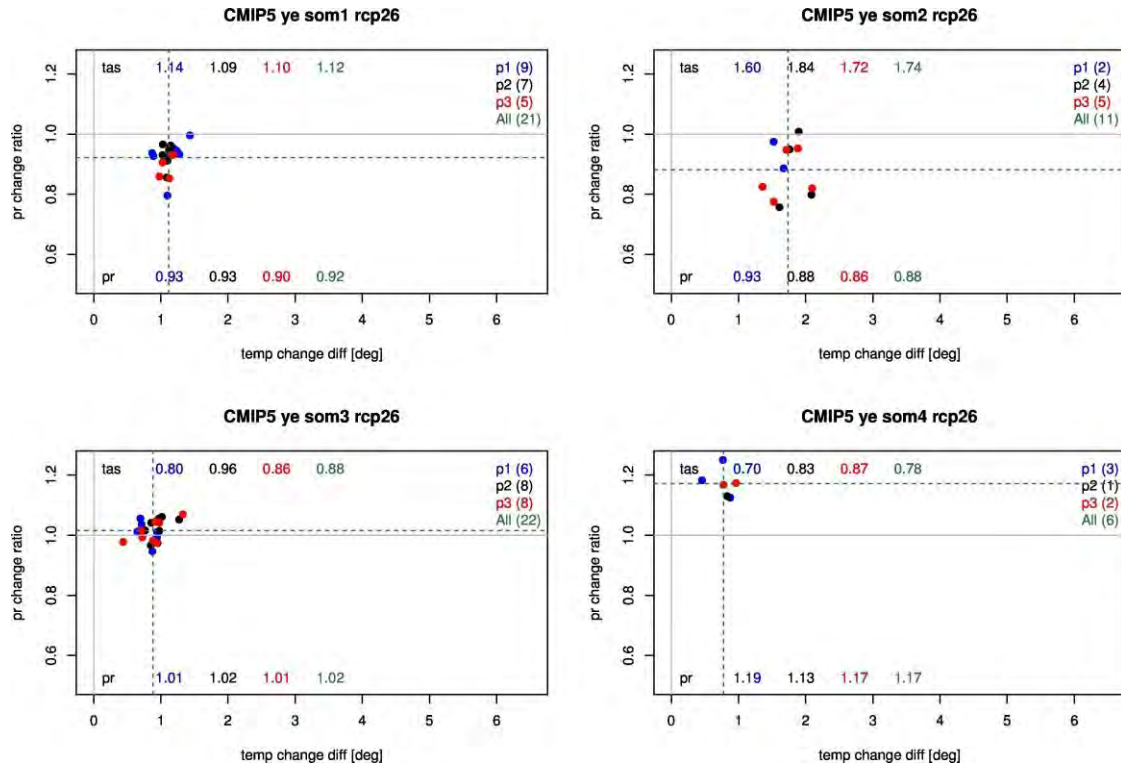 CMIP5 ye som1 rcp26
tas 1.14 1.09 1.10 1.12
p1 (9)
p2 (7)
p3 (5)
All (21)
pr 0.93 0.93 0.90 0.92
pr change ratio
0.6 0.8 1.0 1.2
0 1 2 3 4 5 6
temp change diff [deg]
CMIP5 ye som2 rcp26
tas 1.60 1.84 1.72 1.74
p1 (2)
p2 (4)
p3 (5)
All (11)
pr 0.93 0.88 0.86 0.88
pr change ratio
0.6 0.8 1.0 1.2
0 1 2 3 4 5 6
temp change diff [deg]
CMIP5 ye som3 rcp26
tas 0.80 0.96 0.86 0.88
p1 (6)
p2 (8)
p3 (8)
All (22)
pr 1.01 1.02 1.01 1.02
pr change ratio
0.6 0.8 1.0 1.2
0 1 2 3 4 5 6
temp change diff [deg]
CMIP5 ye som4 rcp26
tas 0.70 0.83 0.87 0.78
p1 (3)
p2 (1)
p3 (2)
All (6)
pr 1.19 1.13 1.17 1.17
pr change ratio
0.6 0.8 1.0 1.2
0 1 2 3 4 5 6
temp change diff [deg]